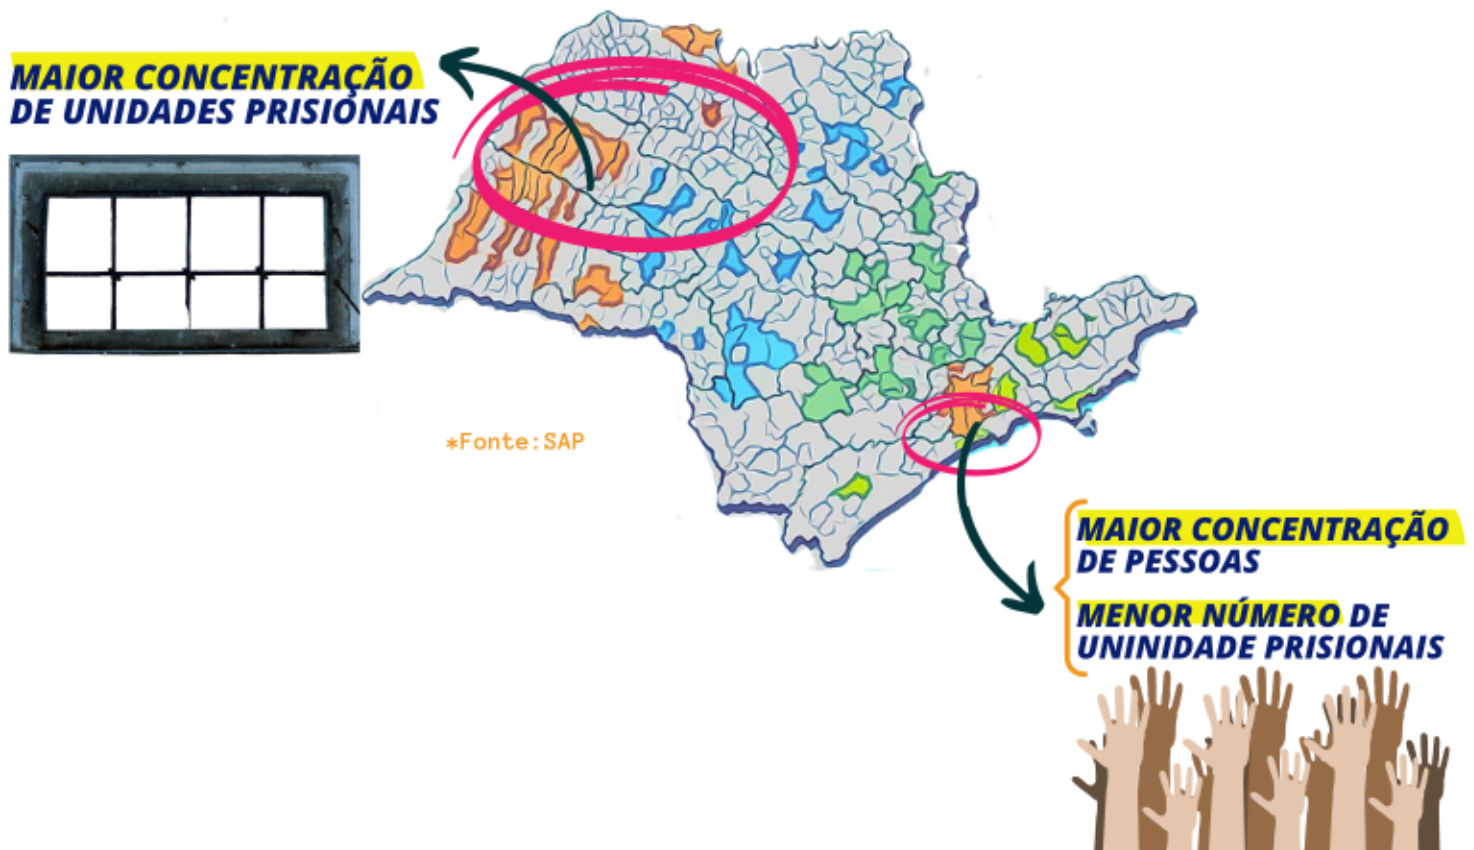 MAIOR CONCENTRAÇÃO
DE UNIDADES PRISIONAIS
*Fonte:SAP
MAIOR CONCENTRAÇÃO
DE PESSOAS
MENOR NÚMERO DE
UNINIDADE PRISIONAIS